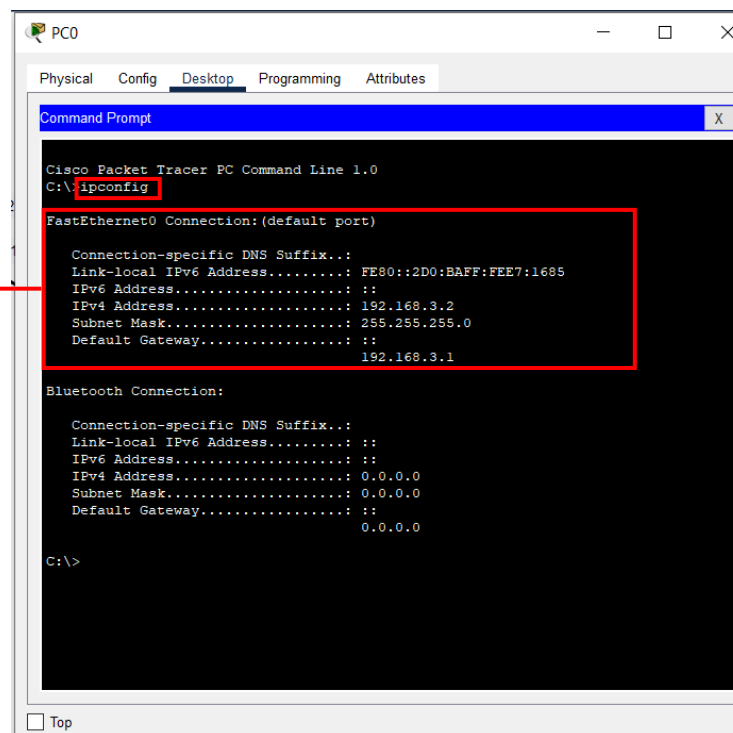 PC0
Physical Config Desktop Programming Attributes
Command Prompt
X
Cisco Packet Tracer PC Command Line 1.0
C:\>ipconfig
FastEthernet0 Connection:(default port)
Connection-specific DNS Suffix..:
Link-local IPv6 Address.........: FE80::2D0:BAFF:FEE7:1685
IPv6 Address....................: ::
IPv4 Address....................: 192.168.3.2
Subnet Mask.....................: 255.255.255.0
Default Gateway.................: ::
192.168.3.1
Bluetooth Connection:
Connection-specific DNS Suffix..:
Link-local IPv6 Address.........: ::
IPv6 Address....................: ::
IPv4 Address....................: 0.0.0.0
Subnet Mask.....................: 0.0.0.0
Default Gateway.................: ::
0.0.0.0
C:\>
Top